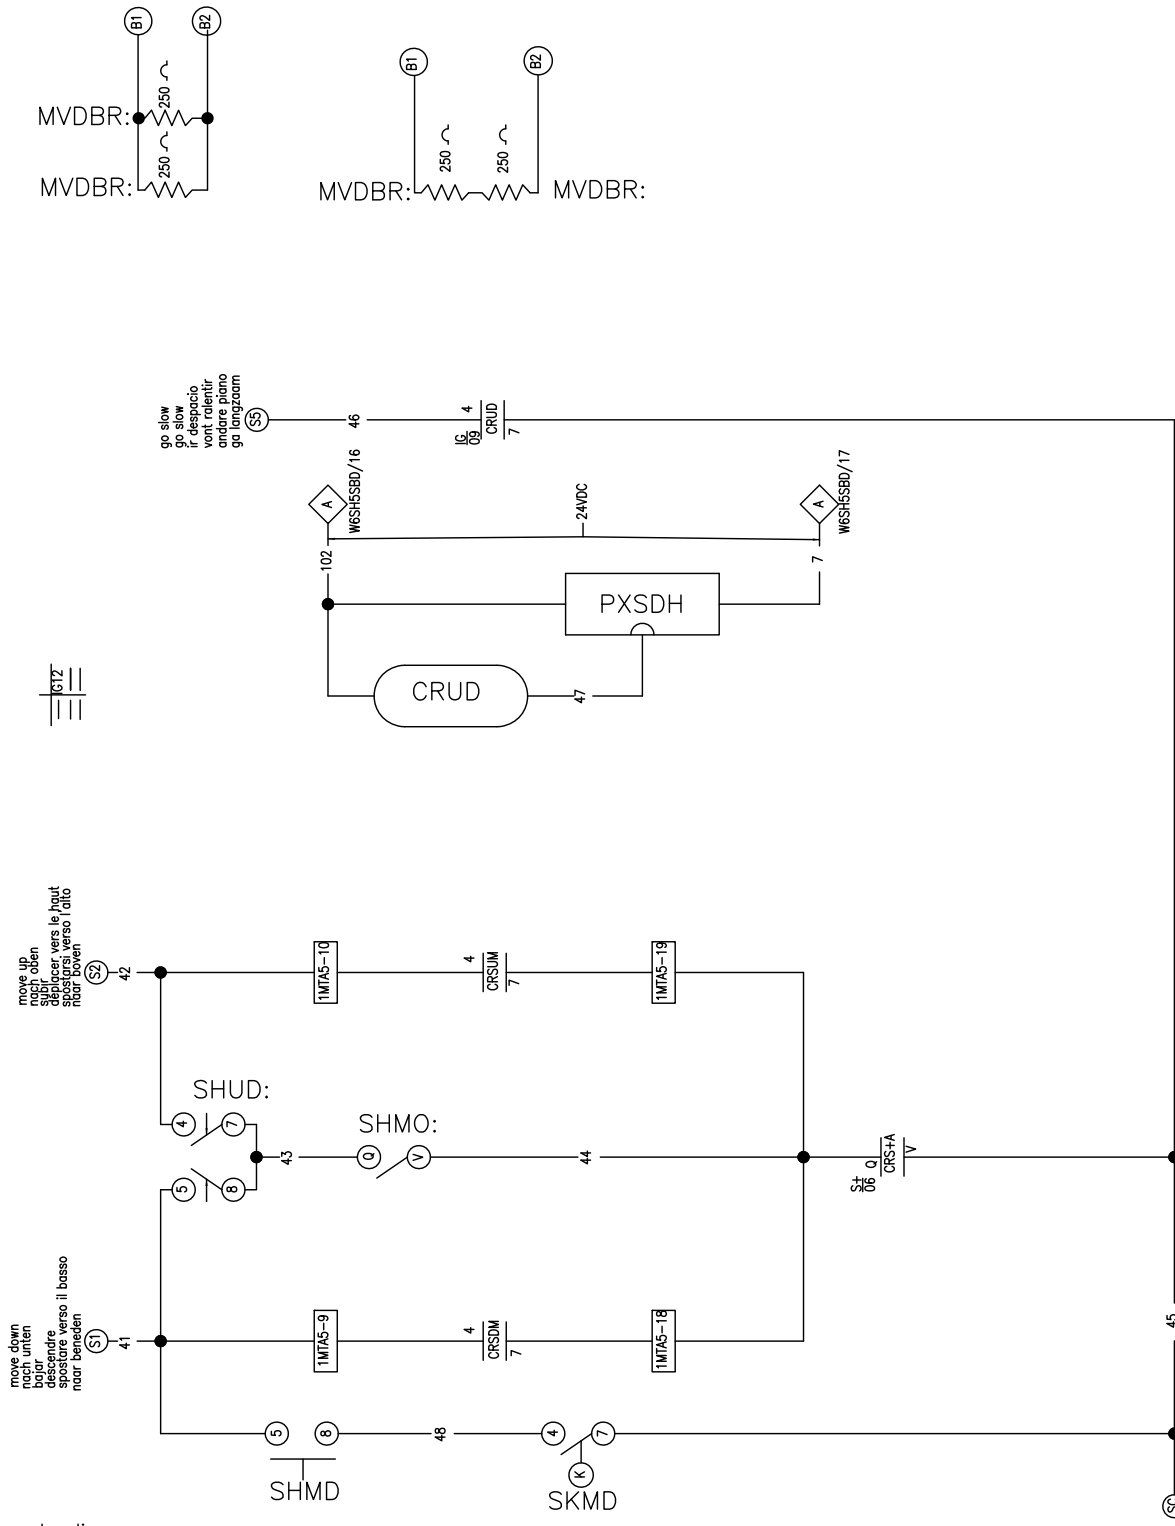 B1
B2
MVDBR:
250
MVDBR:
250
B1
B2
250
250
MVDBR:
MVDBR:
go slow
go slow
ir despacio
vont ralentir
andare piano
ga langzaam
S5
46
4
IG
09
CRUD
7
A
W6SH5SBD/16
102
24VDC
A
W6SH5SBD/17
7
PXSDH
CRUD
47
IG12
move up
nach oben
subir
déplacer vers le haut
spostarsi verso l'alto
naar boven
S2
42
1MTA5-10
4
CRSUM
7
1MTA5-19
SHUD:
4
7
5
8
43
SHMO:
Q
V
44
S±
06
Q
CRS+A
V
move down
nach unten
bajar
descendre
spostare verso il basso
naar beneden
S1
41
1MTA5-9
4
CRSDM
7
1MTA5-18
45
5
8
SHMD
48
4
7
K
SKMD
SC